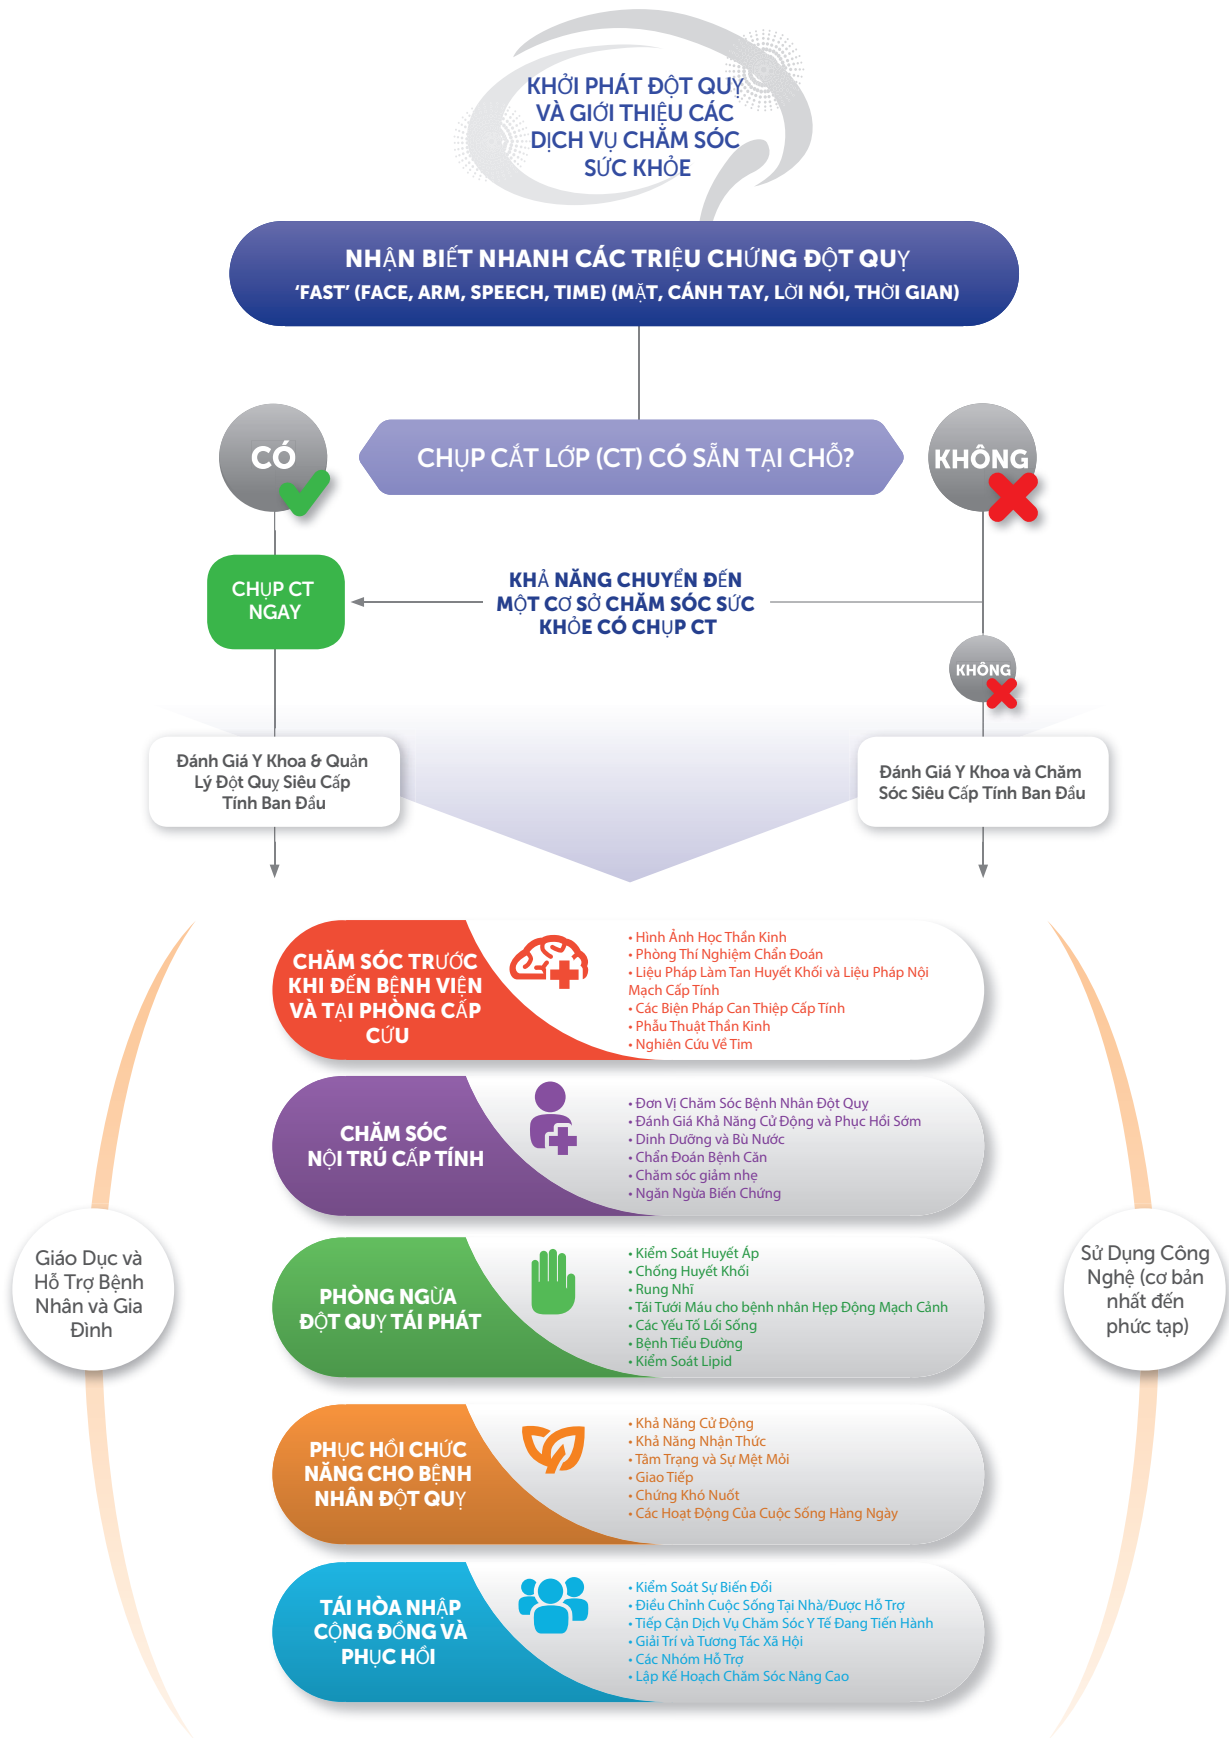 KHỞI PHÁT ĐỘT QUỴ
VÀ GIỚI THIỆU CÁC
DỊCH VỤ CHĂM SÓC
SỨC KHỎE
NHẬN BIẾT NHANH CÁC TRIỆU CHỨNG ĐỘT QUỴ
‘FAST’ (FACE, ARM, SPEECH, TIME) (MẶT, CÁNH TAY, LỜI NÓI, THỜI GIAN)
CÓ
CHỤP CẮT LỚP (CT) CÓ SẴN TẠI CHỖ?
KHÔNG
CHỤP CT
NGAY
KHẢ NĂNG CHUYỂN ĐẾN
MỘT CƠ SỞ CHĂM SÓC SỨC
KHỎE CÓ CHỤP CT
KHÔNG
Đánh Giá Y Khoa & Quản
Lý Đột Quỵ Siêu Cấp
Tính Ban Đầu
Đánh Giá Y Khoa và Chăm
Sóc Siêu Cấp Tính Ban Đầu
CHĂM SÓC TRƯỚC
KHI ĐẾN BỆNH VIỆN
VÀ TẠI PHÒNG CẤP
CỨU
• Hình Ảnh Học Thần Kinh
• Phòng Thí Nghiệm Chẩn Đoán
• Liệu Pháp Làm Tan Huyết Khối và Liệu Pháp Nội
Mạch Cấp Tính
• Các Biện Pháp Can Thiệp Cấp Tính
• Phẫu Thuật Thần Kinh
• Nghiên Cứu Về Tim
CHĂM SÓC
NỘI TRÚ CẤP TÍNH
• Đơn Vị Chăm Sóc Bệnh Nhân Đột Quỵ
• Đánh Giá Khả Năng Cử Động và Phục Hồi Sớm
• Dinh Dưỡng và Bù Nước
• Chẩn Đoán Bệnh Căn
• Chăm sóc giảm nhẹ
• Ngăn Ngừa Biến Chứng
Giáo Dục và
Hỗ Trợ Bệnh
Nhân và Gia
Đình
PHÒNG NGỪA
ĐỘT QUỴ TÁI PHÁT
• Kiểm Soát Huyết Áp
• Chống Huyết Khối
• Rung Nhĩ
• Tái Tưới Máu cho bệnh nhân Hẹp Động Mạch Cảnh
• Các Yếu Tố Lối Sống
• Bệnh Tiểu Đường
• Kiểm Soát Lipid
Sử Dụng Công
Nghệ (cơ bản
nhất đến
phức tạp)
PHỤC HỒI CHỨC
NĂNG CHO BỆNH
NHÂN ĐỘT QUỴ
• Khả Năng Cử Động
• Khả Năng Nhận Thức
• Tâm Trạng và Sự Mệt Mỏi
• Giao Tiếp
• Chứng Khó Nuốt
• Các Hoạt Động Của Cuộc Sống Hàng Ngày
TÁI HÒA NHẬP
CỘNG ĐỒNG VÀ
PHỤC HỒI
• Kiểm Soát Sự Biến Đổi
• Điều Chỉnh Cuộc Sống Tại Nhà/Được Hỗ Trợ
• Tiếp Cận Dịch Vụ Chăm Sóc Y Tế Đang Tiến Hành
• Giải Trí và Tương Tác Xã Hội
• Các Nhóm Hỗ Trợ
• Lập Kế Hoạch Chăm Sóc Nâng Cao